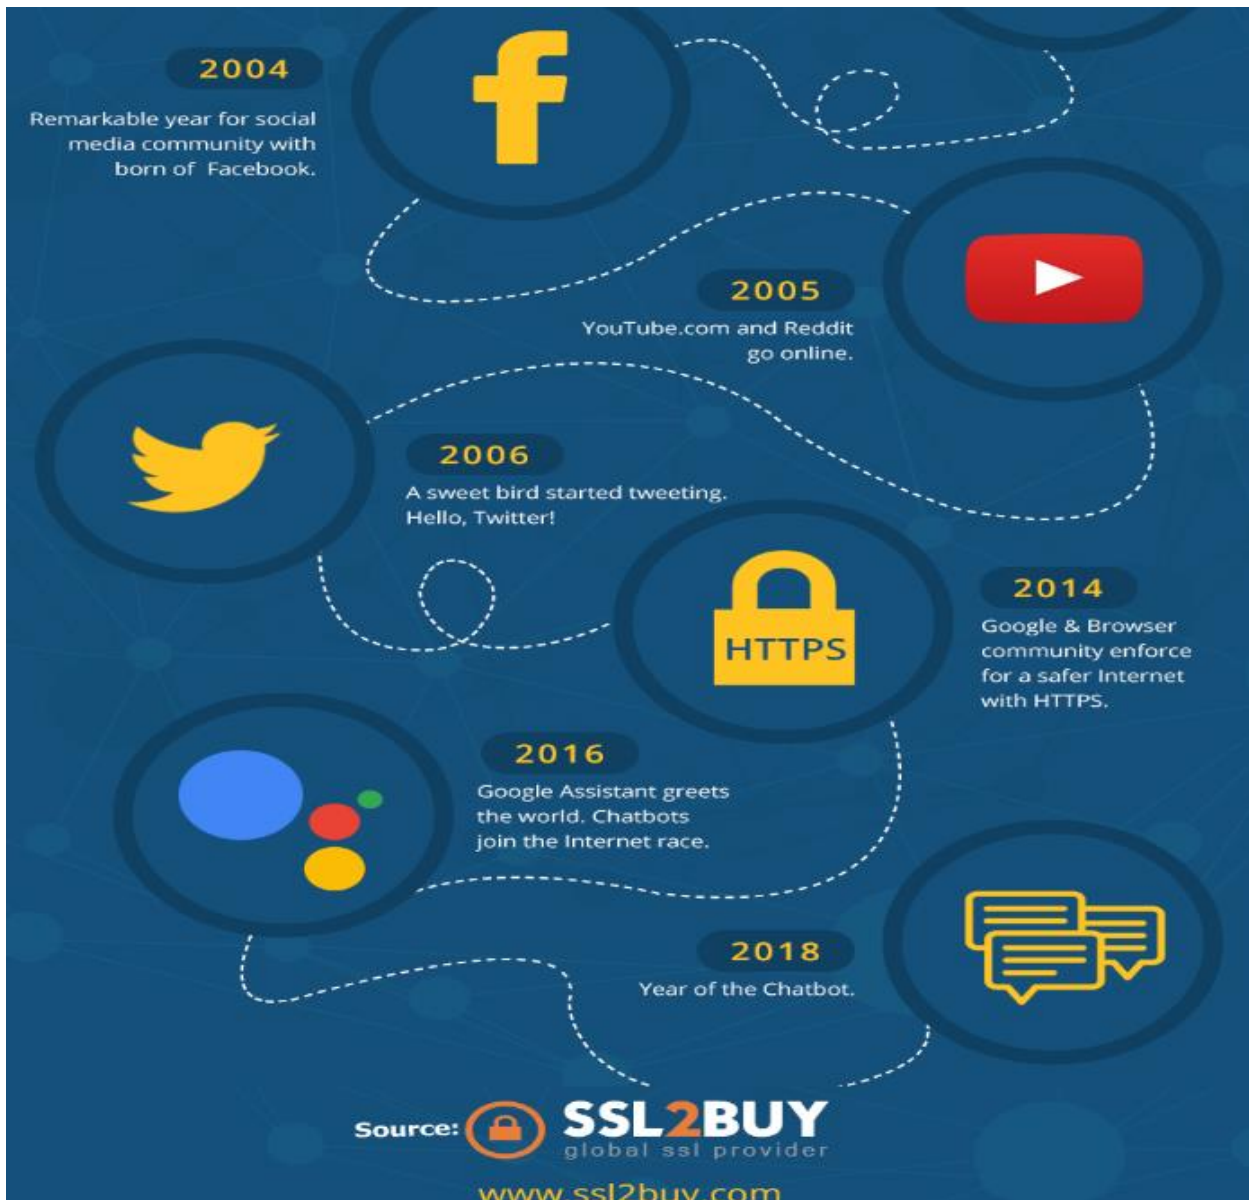 2004
Remarkable year for social
media community with
born of Facebook.
2005
YouTube.com and Reddit
go online.
2006
A sweet bird started tweeting.
Hello, Twitter!
HTTPS
2014
Google & Browser
community enforce
for a safer Internet
with HTTPS.
2016
Google Assistant greets
the world. Chatbots
join the Internet race.
2018
Year of the Chatbot.
Source: SSL2BUY
global ssl provider
www.ssl2buy.com